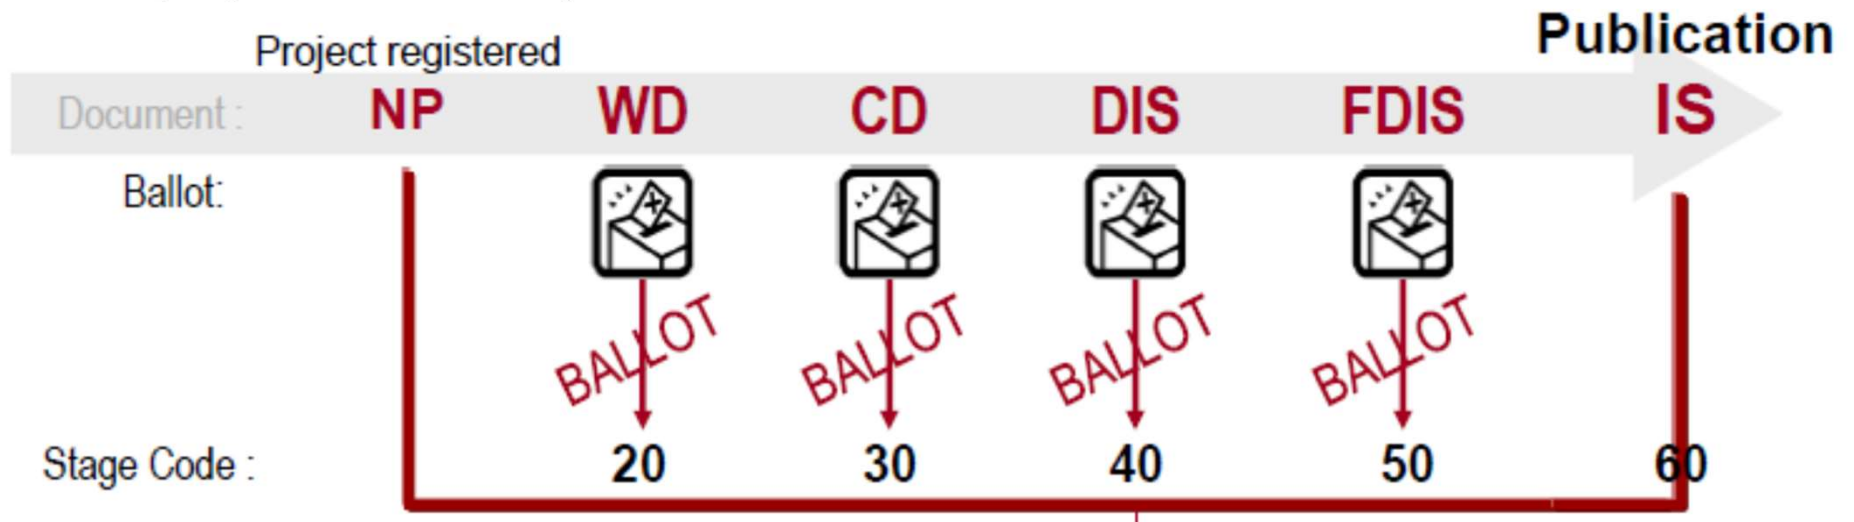 Publication
Project registered
Document : NP WD CD DIS FDIS IS
Ballot:
BALLOT BALLOT BALLOT BALLOT
Stage Code : 20 30 40 50 60